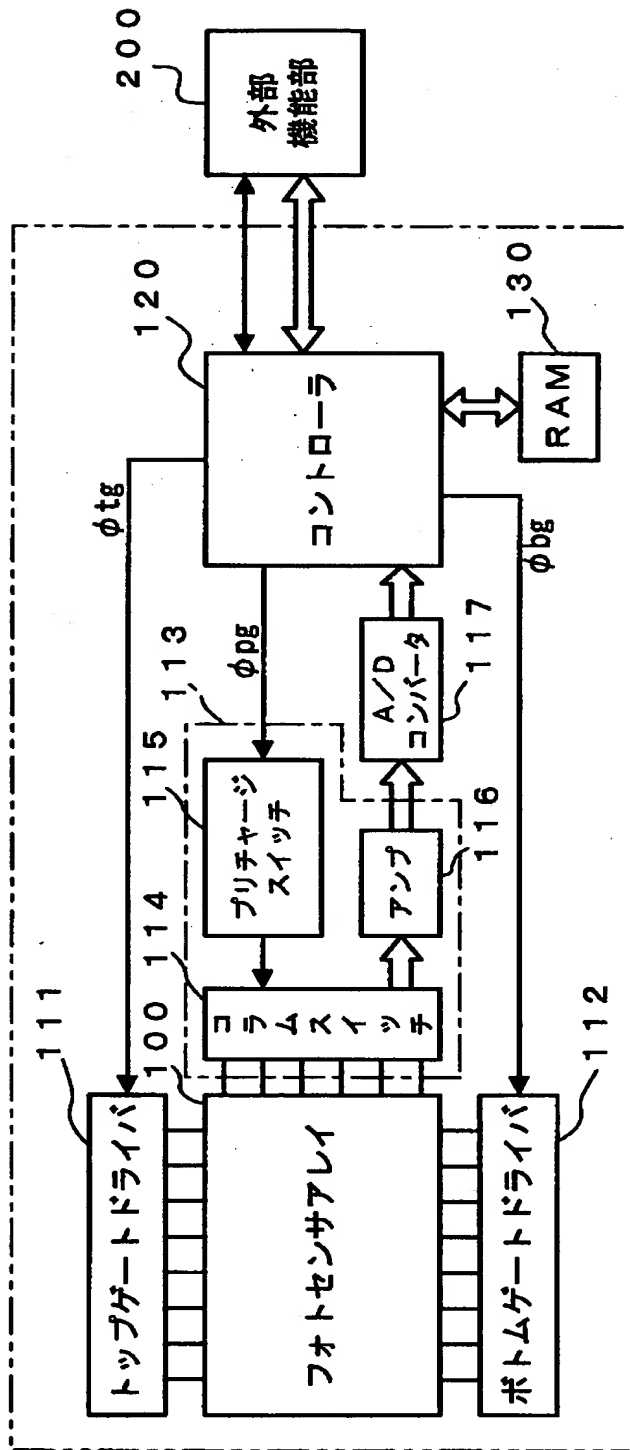 111
トップゲートドライバ
φtg
120
200
外部
機能部
100
フォトセンサアレイ
114
コラムスイッチ
115
プリチャージ
スイッチ
113
φpg
コントローラ
アンプ
116
A/D
コンバータ
117
RAM
130
φbg
ボトムゲートドライバ
112